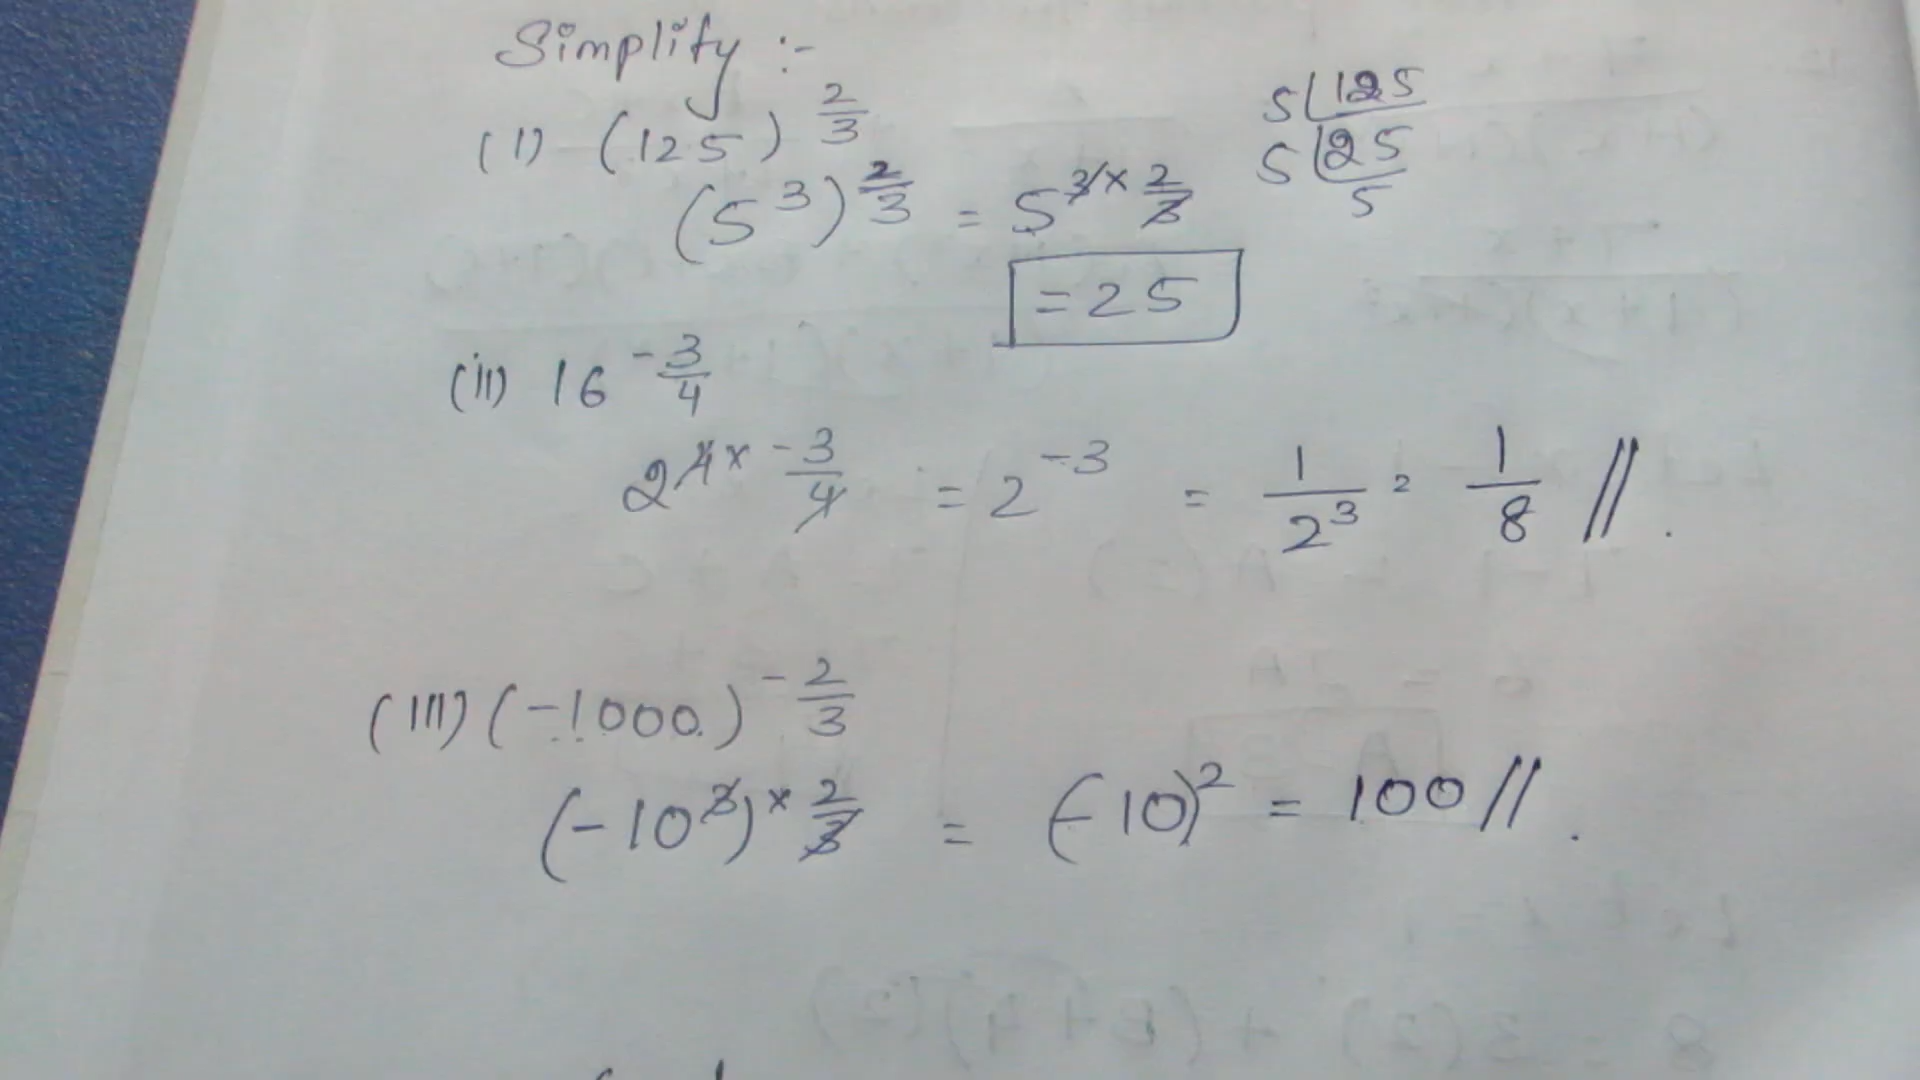 Simplify :-
(i) (125)^2/3
5 | 125
5 | 25
5
(5^3)^2/3 = 5^3 × 2/3
= 25
(ii) 16^-3/4
2^4 × -3/4 = 2^-3 = 1/2^3 = 1/8 //.
(iii) (-1000)^-2/3
(-10^3)^× 2/3 = (-10)^2 = 100 //.